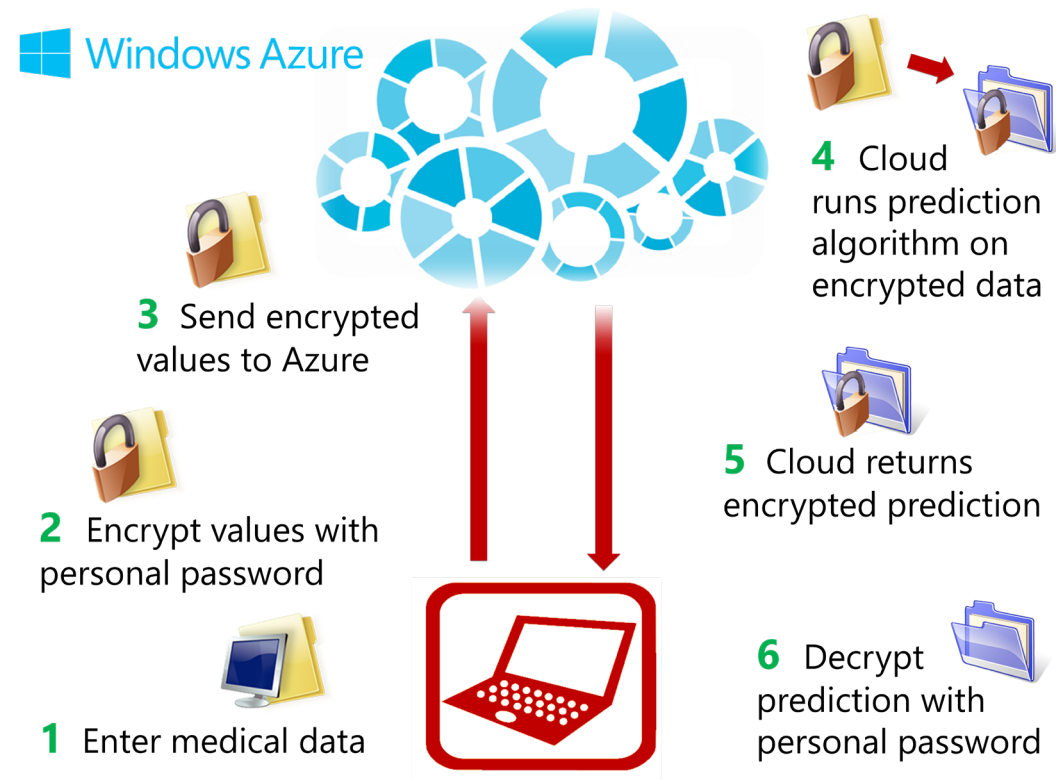 Windows Azure
1 Enter medical data
2 Encrypt values with
personal password
3 Send encrypted
values to Azure
4 Cloud
runs prediction
algorithm on
encrypted data
5 Cloud returns
encrypted prediction
6 Decrypt
prediction with
personal password